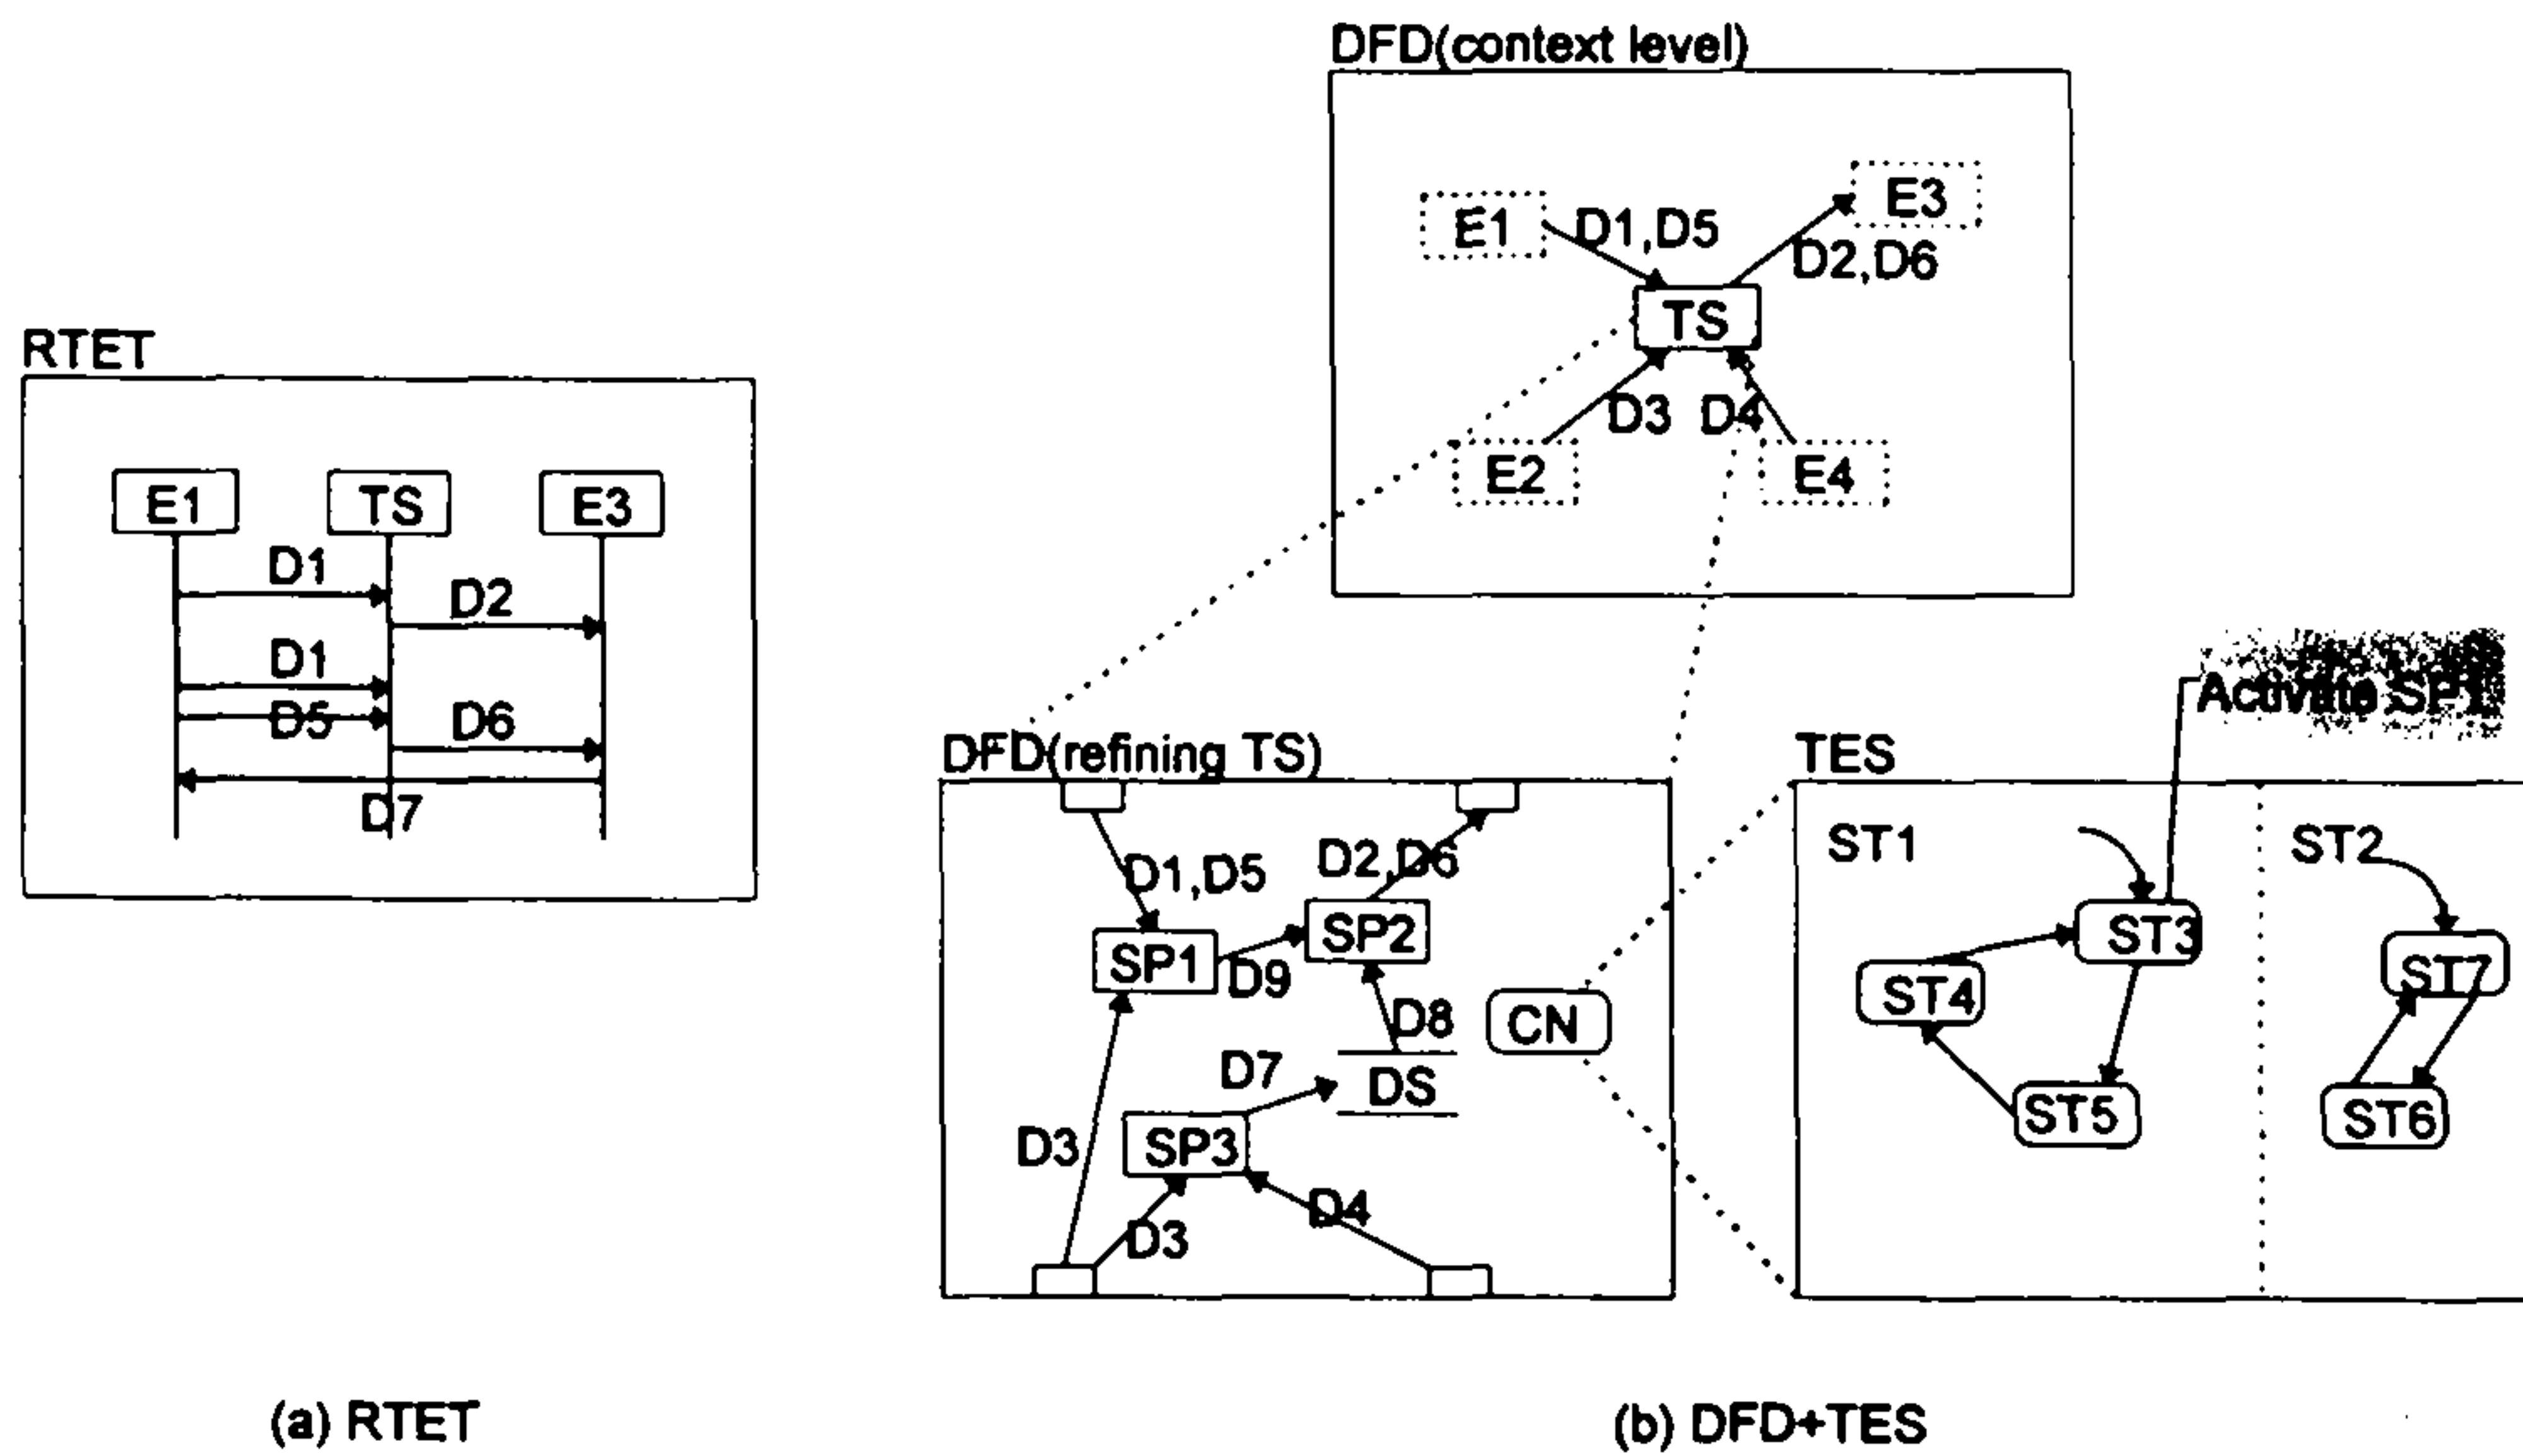 RTET
E1
TS
E3
D1
D2
D1
D5
D6
D7
(a) RTET
DFD(context level)
E1
D1,D5
E3
D2,D6
TS
D3
D4
E2
E4
DFD(refining TS)
D1,D5
D2,D6
SP1
D9
SP2
D8
CN
D7
DS
D3
SP3
D3
D4
Activate SP1
TES
ST1
ST2
ST3
ST4
ST5
ST7
ST6
(b) DFD+TES